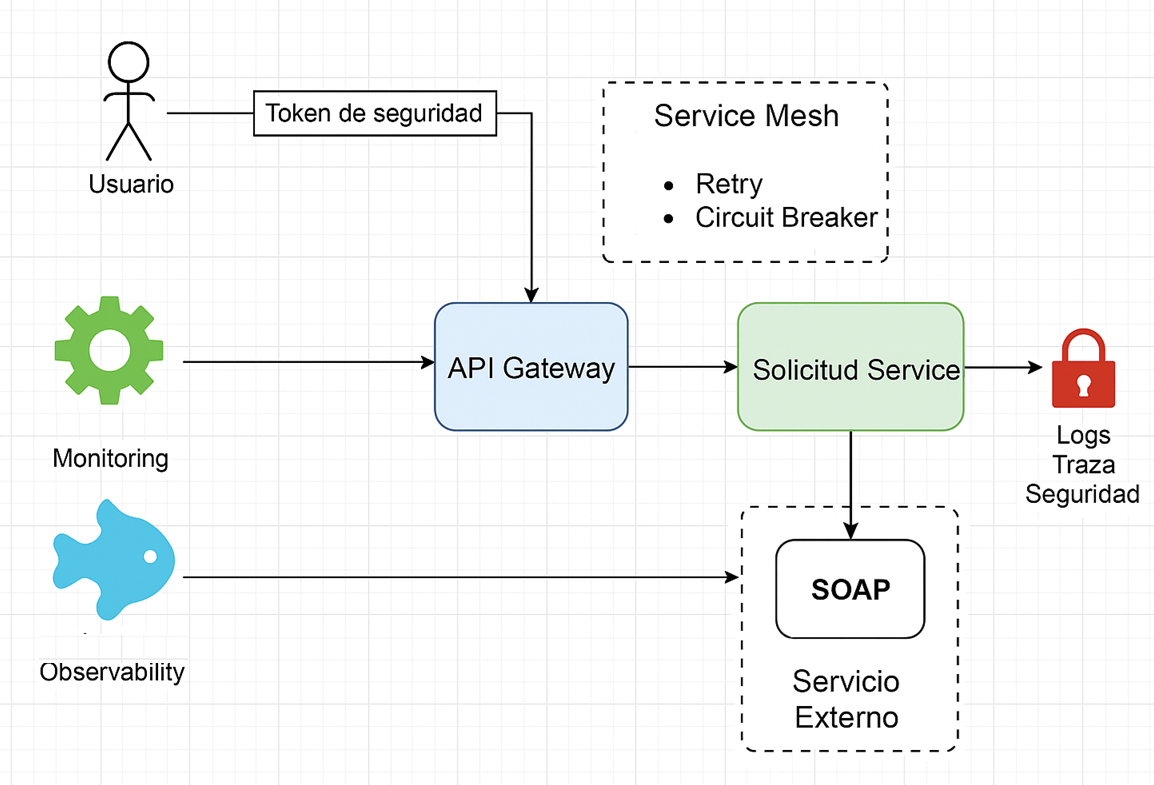 Token de seguridad
Usuario
Service Mesh
• Retry
• Circuit Breaker
API Gateway
Solicitud Service
Logs
Traza
Seguridad
Monitoring
SOAP
Servicio
Externo
Observability